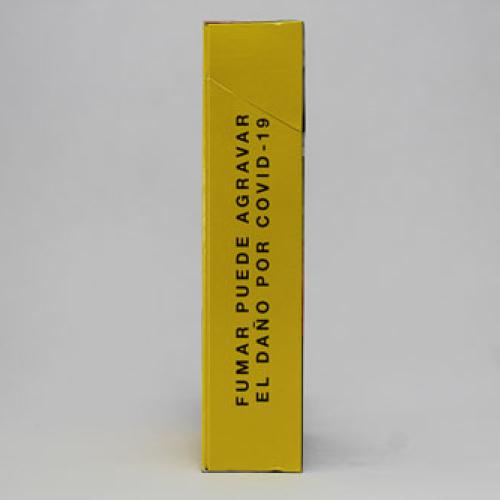 FUMAR PUEDE AGRAVAR
EL DAÑO POR COVID-19